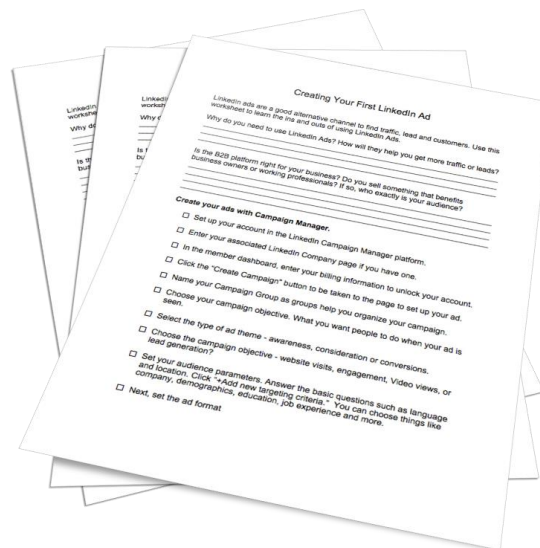 Creating Your First LinkedIn Ad
LinkedIn ads are a good alternative channel to find traffic, lead and customers. Use this
worksheet to learn the ins and outs of using LinkedIn Ads.
Why do you need to use LinkedIn Ads? How will they help you get more traffic or leads?
Is the B2B platform right for your business? Do you sell something that benefits
business owners or working professionals? If so, who exactly is your audience?
Create your ads with Campaign Manager.
Set up your account in the LinkedIn Campaign Manager platform.
Enter your associated LinkedIn Company page if you have one.
In the member dashboard, enter your billing information to unlock your account.
Click the "Create Campaign" button to be taken to the page to set up your ad.
Name your Campaign Group as groups help you organize your campaign.
Choose your campaign objective. What you want people to do when your ad is
seen.
Select the type of ad theme - awareness, consideration or conversions.
Choose the campaign objective - website visits, engagement, Video views, or
lead generation?
Set your audience parameters. Answer the basic questions such as language
and location. Click "+Add new targeting criteria." You can choose things like
company, demographics, education, job experience and more.
Next, set the ad format